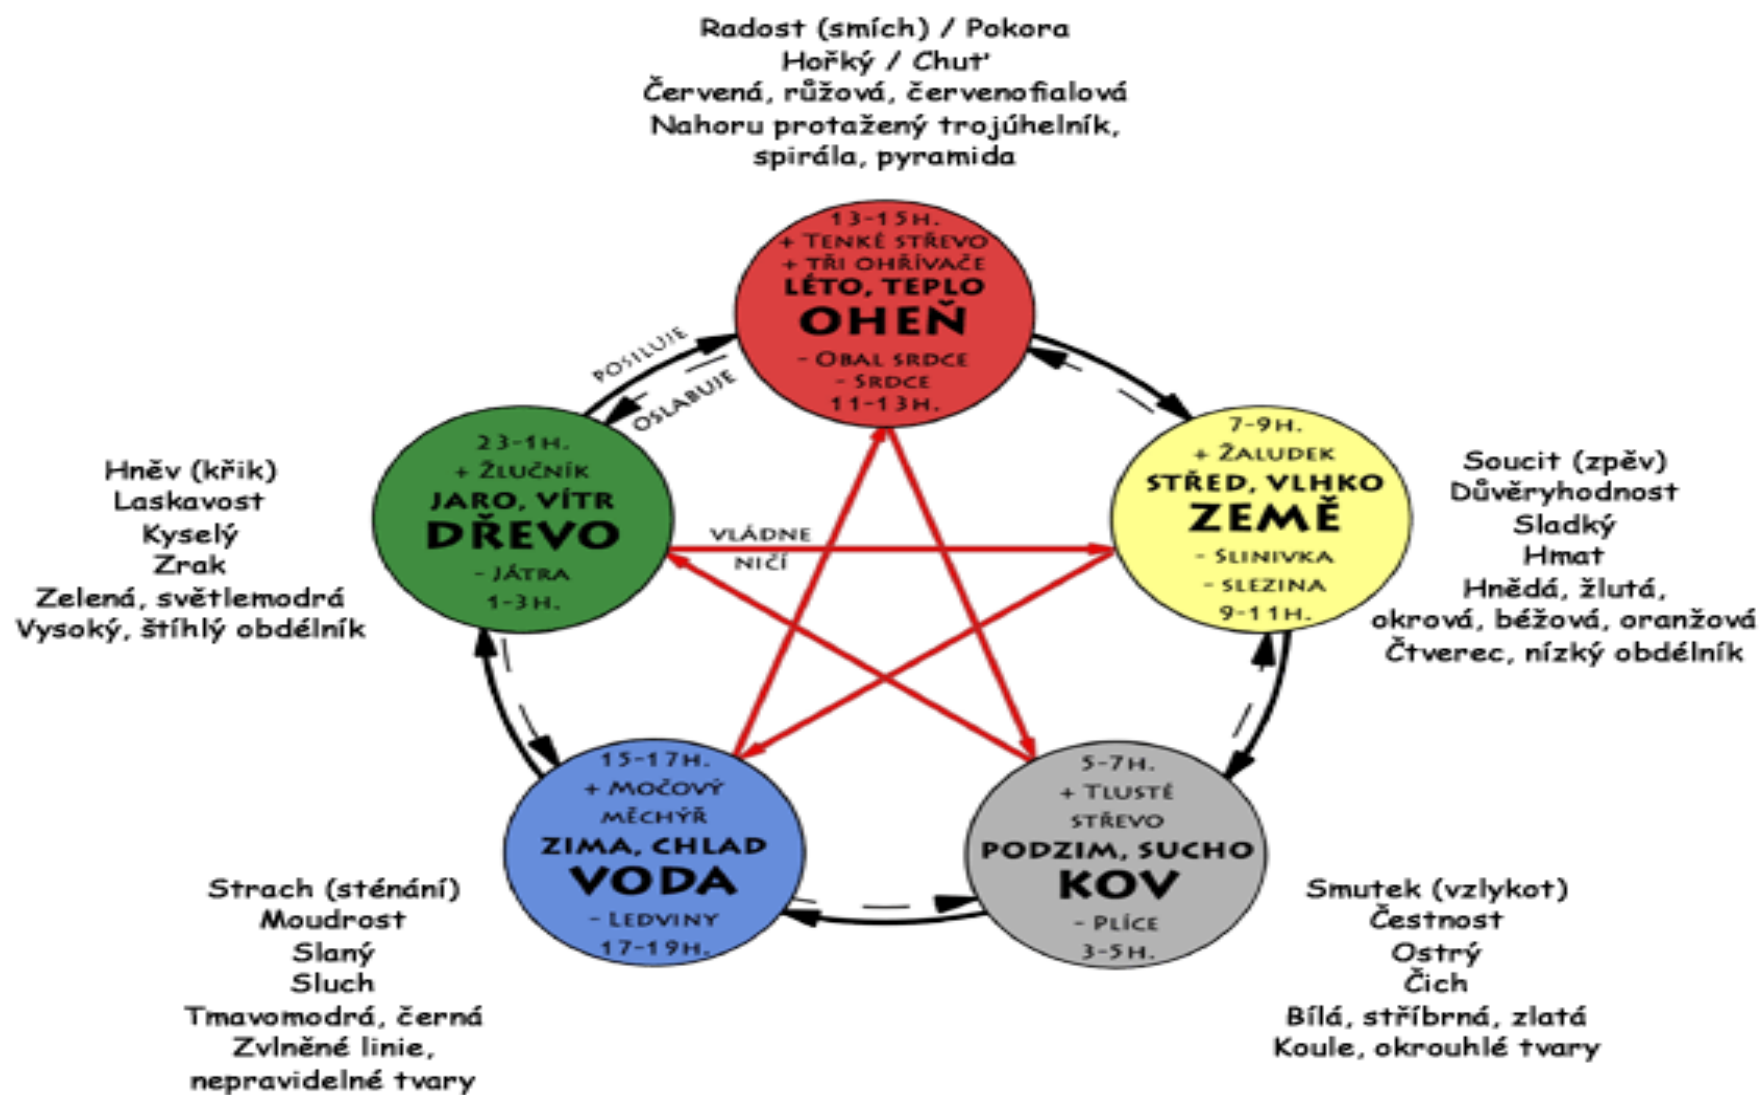 Radost (smích) / Pokora
Hořký / Chuť
Červená, růžová, červenofialová
Nahoru protažený trojúhelník,
spirála, pyramida
13-15H.
+ TENKÉ STŘEVO
+ TŘI OHŘÍVAČE
LÉTO, TEPLO
OHEŇ
- OBAL SRDCE
- SRDCE
11-13H.
POSILUJE
OSLABUJE
Hněv (křik)
Laskavost
Kyselý
Zrak
Zelená, světlemodrá
Vysoký, štíhlý obdélník
23-1H.
+ ŽLUČNÍK
JARO, VÍTR
DŘEVO
- JÁTRA
1-3H.
VLÁDNE
NIČÍ
7-9H.
+ ŽALUDEK
STŘED, VLHKO
ZEMĚ
- SLINIVKA
- SLEZINA
9-11H.
Soucit (zpěv)
Důvěryhodnost
Sladký
Hmat
Hnědá, žlutá,
okrová, béžová, oranžová
Čtverec, nízký obdélník
Strach (sténání)
Moudrost
Slaný
Sluch
Tmavomodrá, černá
Zvlněné linie,
nepravidelné tvary
15-17H.
+ MOČOVÝ
MĚCHÝŘ
ZIMA, CHLAD
VODA
- LEDVINY
17-19H.
5-7H.
+ TLUSTÉ
STŘEVO
PODZIM, SUCHO
KOV
- PLÍCE
3-5H.
Smutek (vzlykot)
Čestnost
Ostrý
Čich
Bílá, stříbrná, zlatá
Koule, okrouhlé tvary